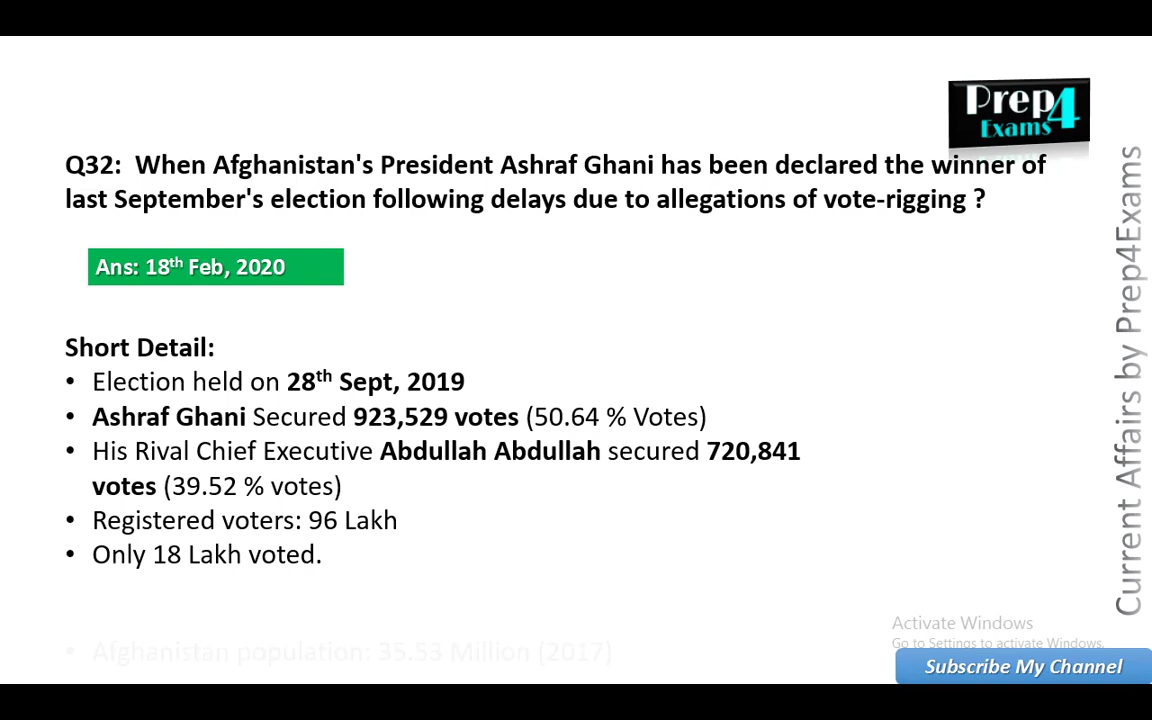 Prep4
Exams
Q32: When Afghanistan's President Ashraf Ghani has been declared the winner of
last September's election following delays due to allegations of vote-rigging ?
Ans: 18th Feb, 2020
Short Detail:
• Election held on 28th Sept, 2019
• Ashraf Ghani Secured 923,529 votes (50.64 % Votes)
• His Rival Chief Executive Abdullah Abdullah secured 720,841
votes (39.52 % votes)
• Registered voters: 96 Lakh
• Only 18 Lakh voted.
• Afghanistan population: 35.53 Million (2017)
Current Affairs by Prep4Exams
Activate Windows
Go to Settings to activate Windows.
Subscribe My Channel